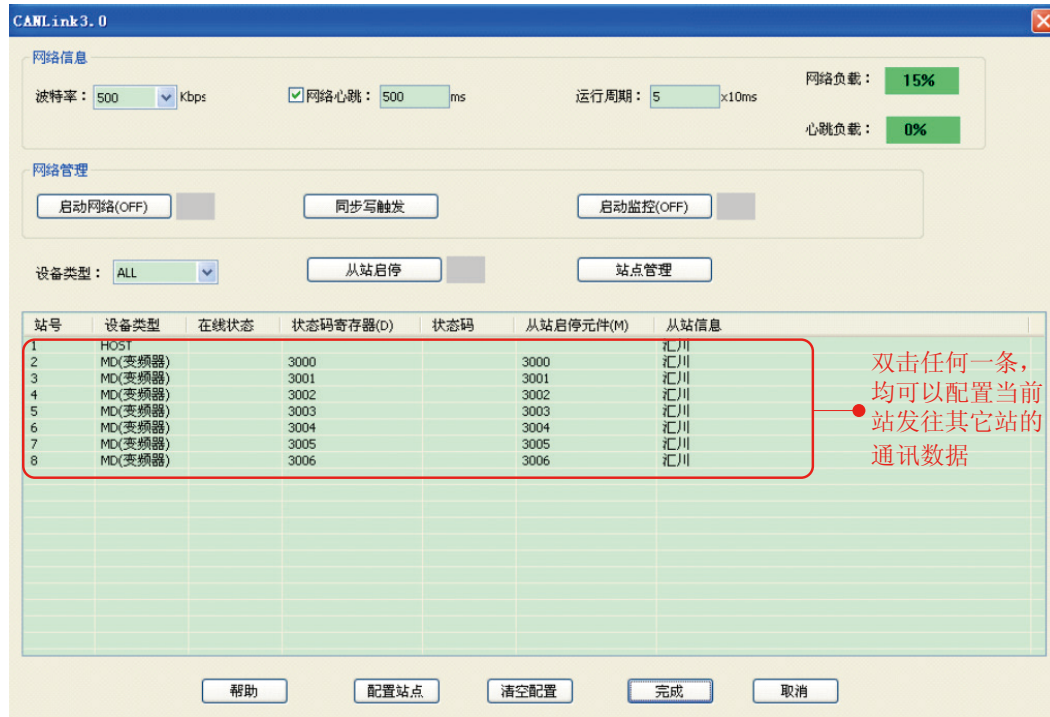 CANLink3.0
网络信息
波特率： 500 Kbps 网络心跳： 500 ms 运行周期： 5 x10ms 网络负载： 15%
心跳负载： 0%
网络管理
启动网络(OFF) 同步写触发 启动监控(OFF)
设备类型： ALL 从站启停 站点管理
站号 设备类型 在线状态 状态码寄存器(D) 状态码 从站启停元件(M) 从站信息
1 HOST 汇川
2 MD(变频器) 3000 3000 汇川
3 MD(变频器) 3001 3001 汇川
4 MD(变频器) 3002 3002 汇川
5 MD(变频器) 3003 3003 汇川
6 MD(变频器) 3004 3004 汇川
7 MD(变频器) 3005 3005 汇川
8 MD(变频器) 3006 3006 汇川
双击任何一条，
均可以配置当前
站发往其它站的
通讯数据
帮助 配置站点 清空配置 完成 取消